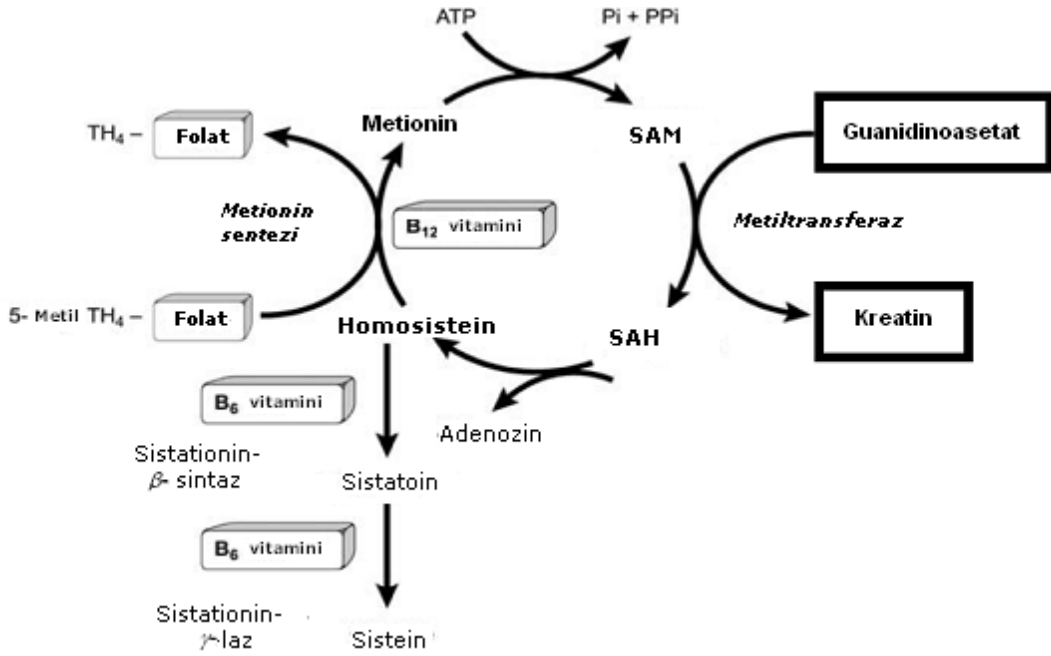 ATP
Pi + PPi
TH₄ –
Folat
Metionin
SAM
Guanidinoasetat
Metionin
sentezi
B₁₂ vitamini
Metiltransferaz
5- Metil TH₄ –
Folat
Homosistein
SAH
Kreatin
B₆ vitamini
Adenozin
Sistationin-
β- sintaz
Sistatoin
B₆ vitamini
Sistationin-
γ-laz
Sistein